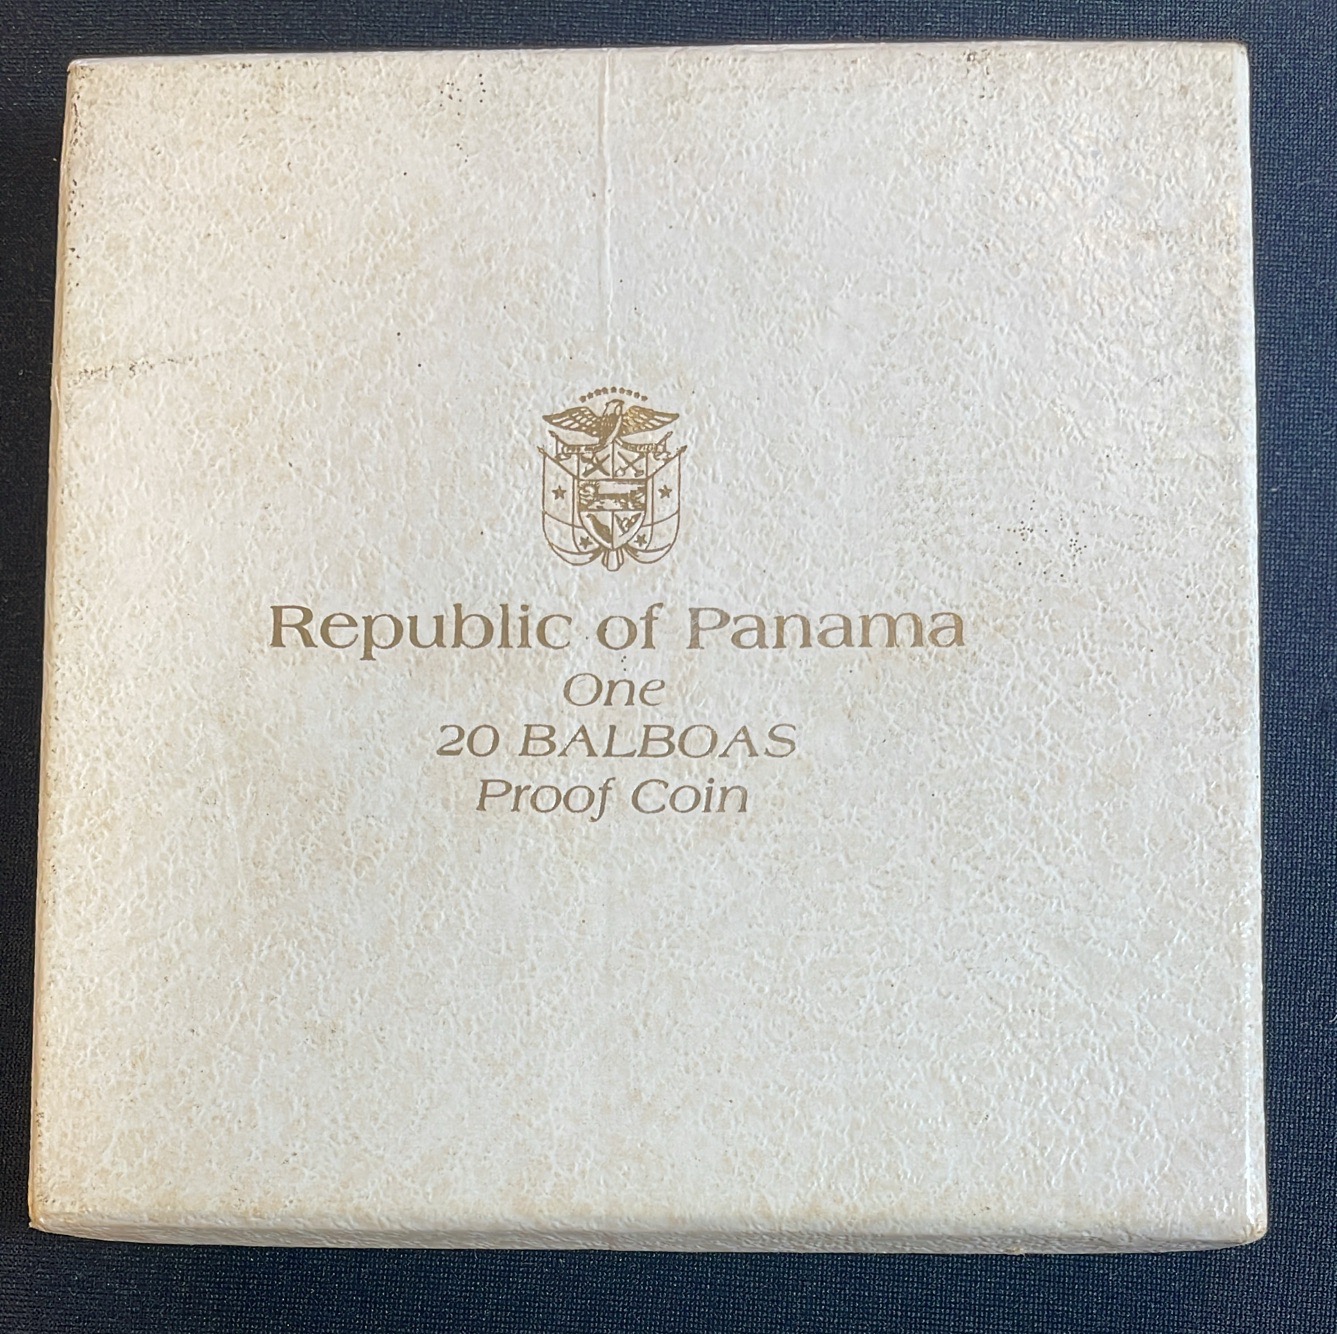 Republic of Panama
One
20 BALBOAS
Proof Coin